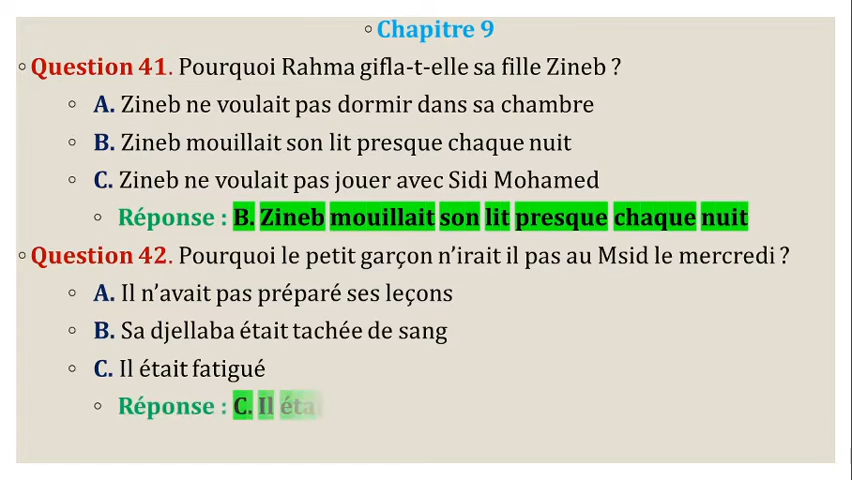 Chapitre 9
Question 41. Pourquoi Rahma gifla-t-elle sa fille Zineb ?
A. Zineb ne voulait pas dormir dans sa chambre
B. Zineb mouillait son lit presque chaque nuit
C. Zineb ne voulait pas jouer avec Sidi Mohamed
Réponse : B. Zineb mouillait son lit presque chaque nuit
Question 42. Pourquoi le petit garçon n’irait il pas au Msid le mercredi ?
A. Il n’avait pas préparé ses leçons
B. Sa djellaba était tachée de sang
C. Il était fatigué
Réponse : C. Il